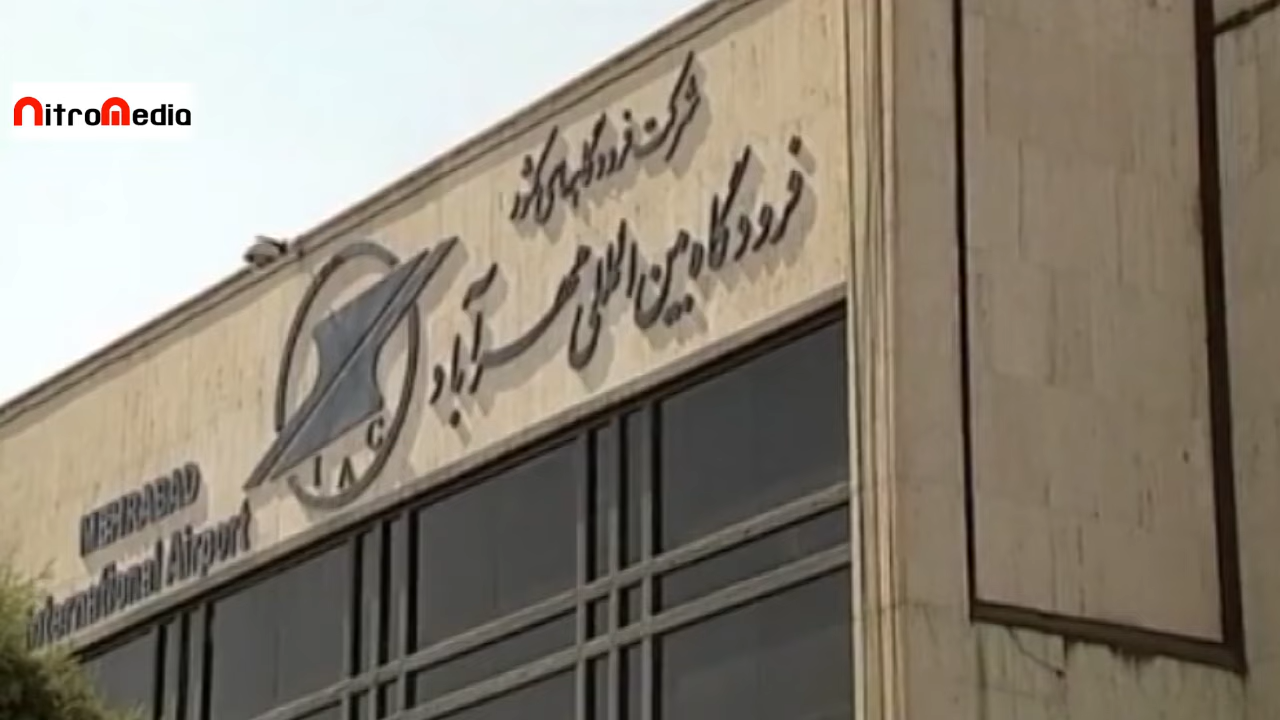 NitroMedia
شرکت فرودگاههای کشور
فرودگاه بین المللی مهرآباد
IAC
MEHRABAD
International Airport